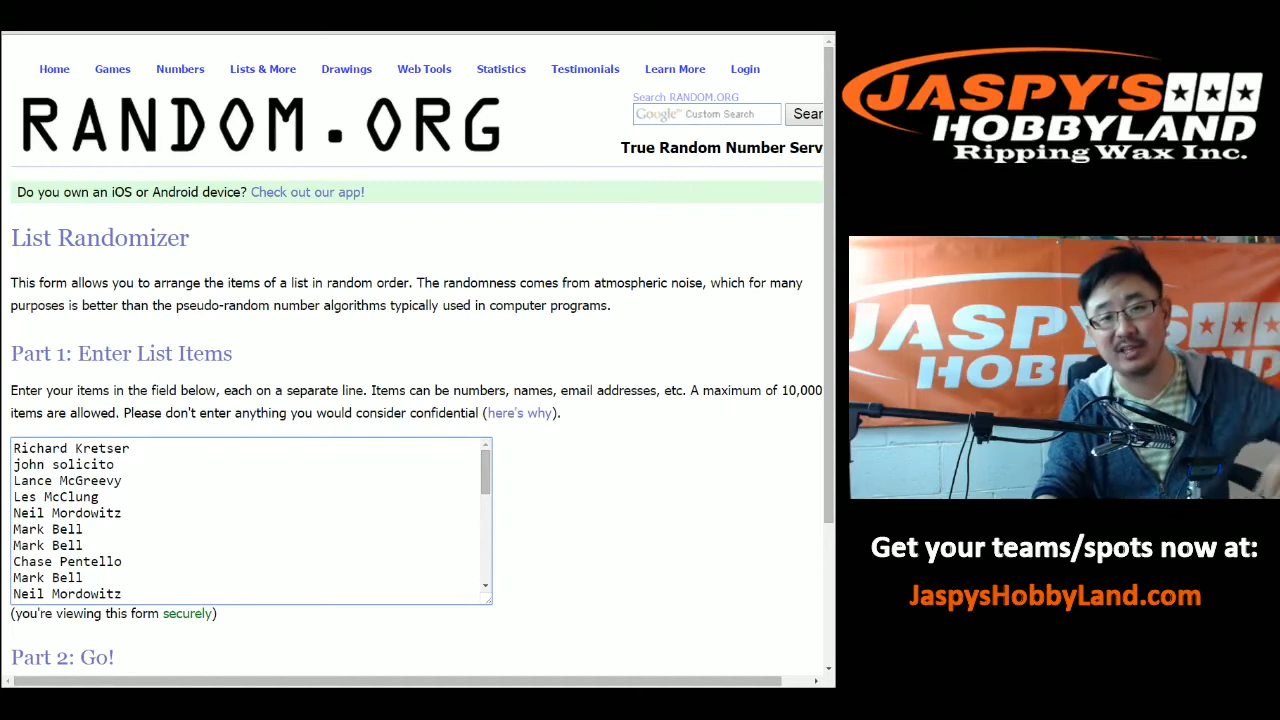 Home Games Numbers Lists & More Drawings Web Tools Statistics Testimonials Learn More Login
RANDOM.ORG
Search RANDOM.ORG
Google™ Custom Search
Sear
True Random Number Serv
Do you own an iOS or Android device? Check out our app!
List Randomizer
This form allows you to arrange the items of a list in random order. The randomness comes from atmospheric noise, which for many
purposes is better than the pseudo-random number algorithms typically used in computer programs.
Part 1: Enter List Items
Enter your items in the field below, each on a separate line. Items can be numbers, names, email addresses, etc. A maximum of 10,000
items are allowed. Please don't enter anything you would consider confidential (here's why).
Richard Kretser
john solicito
Lance McGreevy
Les McClung
Neil Mordowitz
Mark Bell
Mark Bell
Chase Pentello
Mark Bell
Neil Mordowitz
(you're viewing this form securely)
Part 2: Go!
JASPY'S
HOBBYLAND
Ripping Wax Inc.
JASPY'S
HOBBYL
Get your teams/spots now at:
JaspysHobbyLand.com